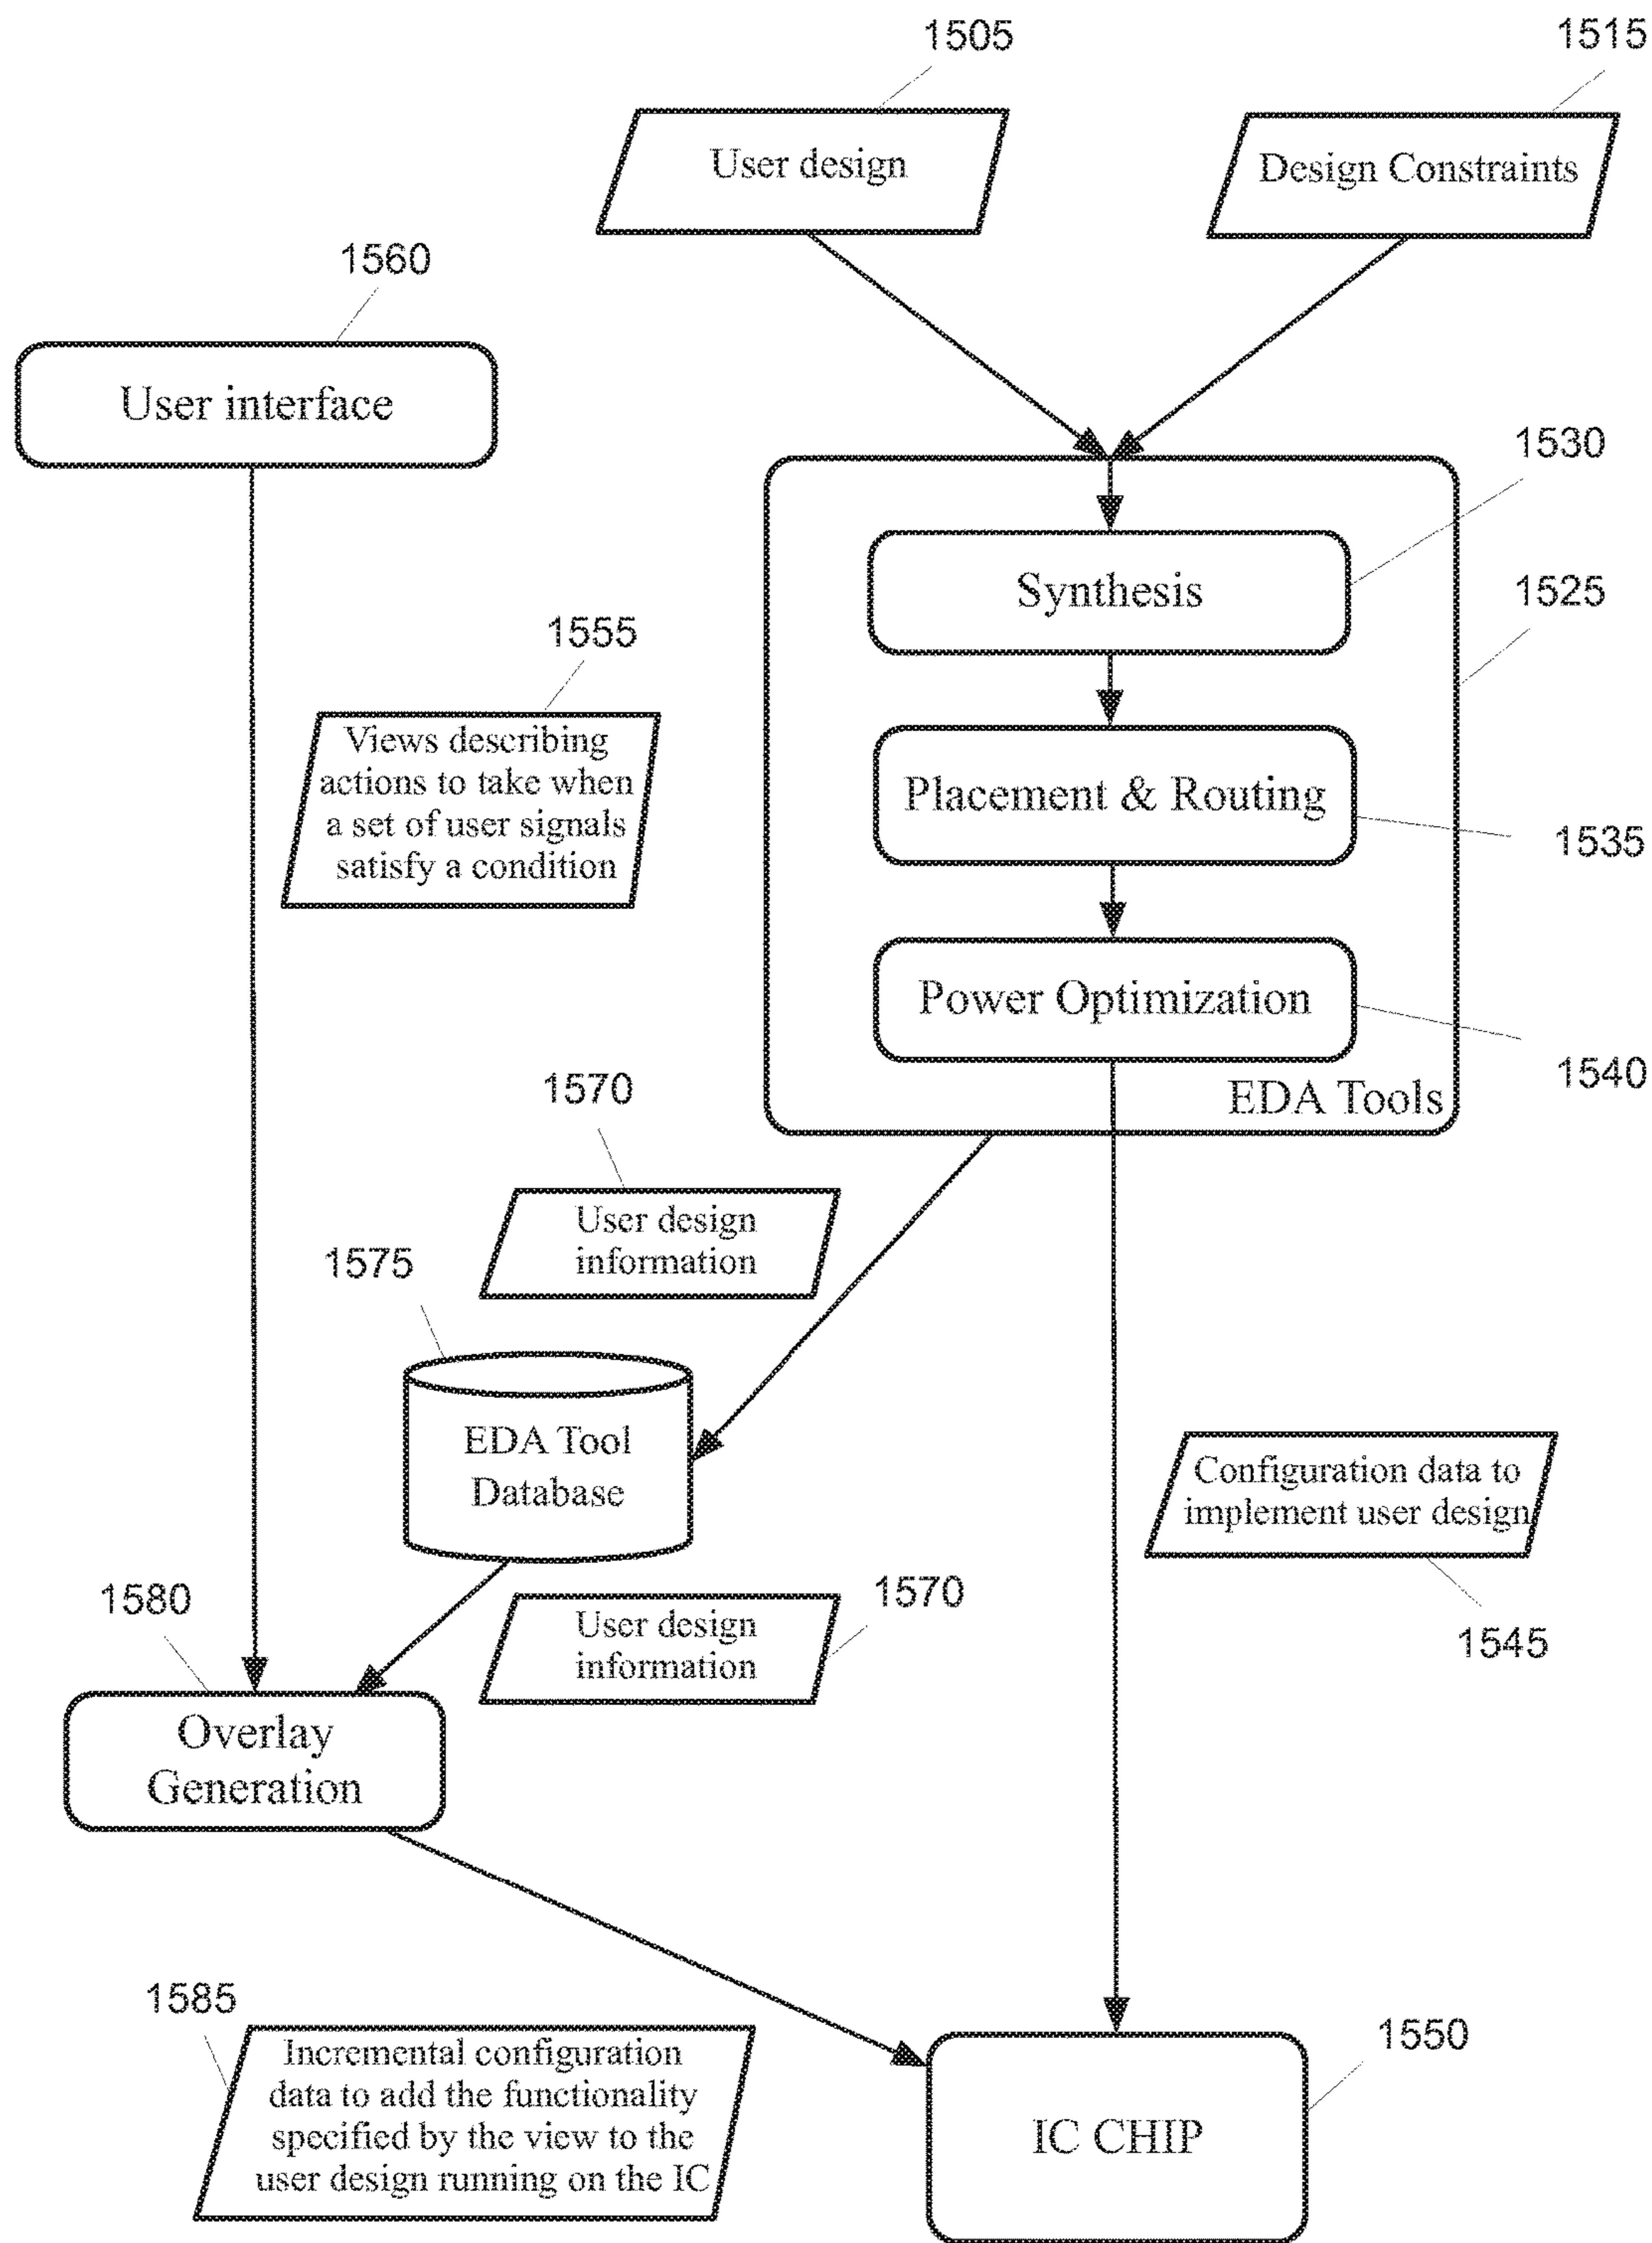 1505
1515
User design
Design Constraints
1560
User interface
1530
Synthesis
1525
1555
Views describing
actions to take when
a set of user signals
satisfy a condition
Placement & Routing
1535
Power Optimization
1540
EDA Tools
1570
User design
information
1575
EDA Tool
Database
Configuration data to
implement user design
1545
1580
1570
User design
information
Overlay
Generation
1585
Incremental configuration
data to add the functionality
specified by the view to the
user design running on the IC
1550
IC CHIP